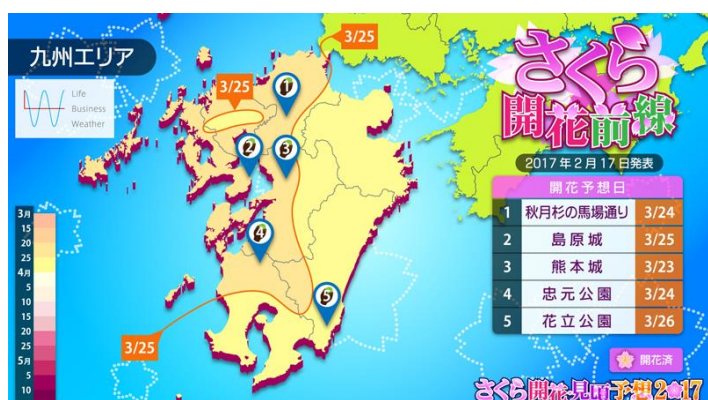 九州エリア
Life
Business
Weather
3/25
3/25
1
2
3
4
5
3/25
3月
15
20
25
4月
5
10
15
20
25
5月
5
10
さくら
開花前線
2017年2月17日発表
開花予想日
1 秋月杉の馬場通り 3/24
2 島原城 3/25
3 熊本城 3/23
4 忠元公園 3/24
5 花立公園 3/26
開花済
さくら開花・見頃予想2017